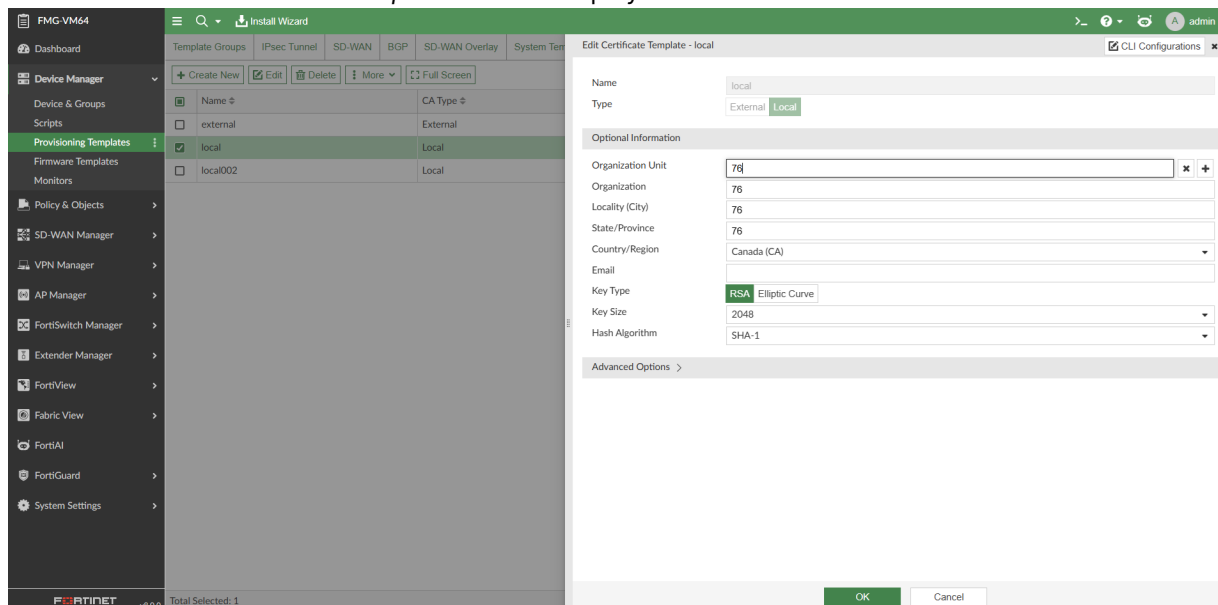 FMG-VM64
Install Wizard
admin
Dashboard
Device Manager
Device & Groups
Scripts
Provisioning Templates
Firmware Templates
Monitors
Policy & Objects
SD-WAN Manager
VPN Manager
AP Manager
FortiSwitch Manager
Extender Manager
FortiView
Fabric View
FortiAI
FortiGuard
System Settings
FORTINET
Template Groups IPsec Tunnel SD-WAN BGP SD-WAN Overlay System Tem
+ Create New Edit Delete More Full Screen
Name CA Type
external External
local Local
local002 Local
Total Selected: 1
Edit Certificate Template - local CLI Configurations
Name local
Type External Local
Optional Information
Organization Unit 76
Organization 76
Locality (City) 76
State/Province 76
Country/Region Canada (CA)
Email
Key Type RSA Elliptic Curve
Key Size 2048
Hash Algorithm SHA-1
Advanced Options >
OK Cancel